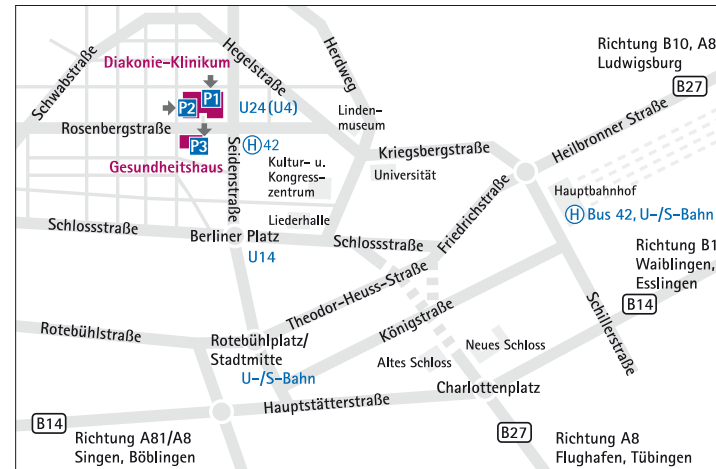 Schwabstraße
Hegelstraße
Herdweg
Richtung B10, A8
Ludwigsburg
B27
Diakonie-Klinikum
P1
P2
U24 (U4)
Linden-
museum
Heilbronner Straße
Rosenbergstraße
P3
H 42
Kriegsbergstraße
Gesundheitshaus
Seidenstraße
Kultur- u.
Kongress-
zentrum
Universität
Hauptbahnhof
H Bus 42, U-/S-Bahn
Liederhalle
Friedrichstraße
Schlossstraße
Berliner Platz
Schlossstraße
U14
Richtung B1
Waiblingen,
Esslingen
B14
Theodor-Heuss-Straße
Schillerstraße
Rotebühlstraße
Rotebühlplatz/
Stadtmitte
U-/S-Bahn
Königstraße
Neues Schloss
Altes Schloss
Charlottenplatz
Hauptstätterstraße
B14
Richtung A81/A8
Singen, Böblingen
B27
Richtung A8
Flughafen, Tübingen